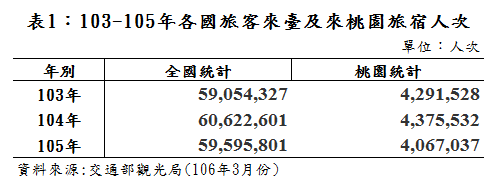 表1：103-105年各國旅客來臺及來桃園旅宿人次
單位：人次
年別 全國統計 桃園統計
103年 59,054,327 4,291,528
104年 60,622,601 4,375,532
105年 59,595,801 4,067,037
資料來源:交通部觀光局(106年3月份)